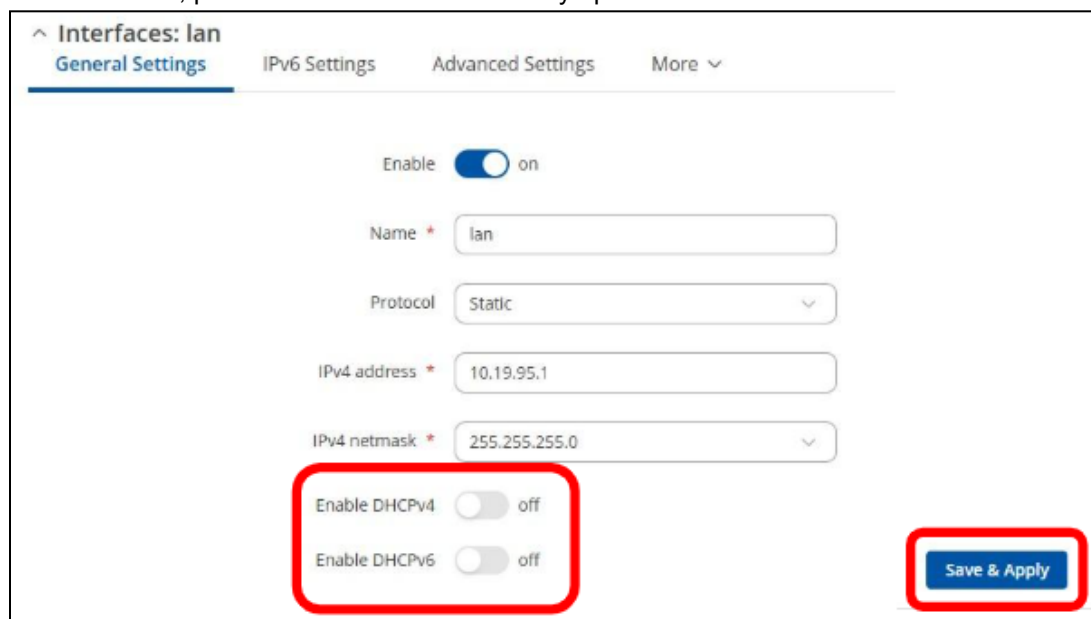 Interfaces: lan
General Settings IPv6 Settings Advanced Settings More
Enable on
Name * lan
Protocol Static
IPv4 address * 10.19.95.1
IPv4 netmask * 255.255.255.0
Enable DHCPv4 off
Enable DHCPv6 off
Save & Apply